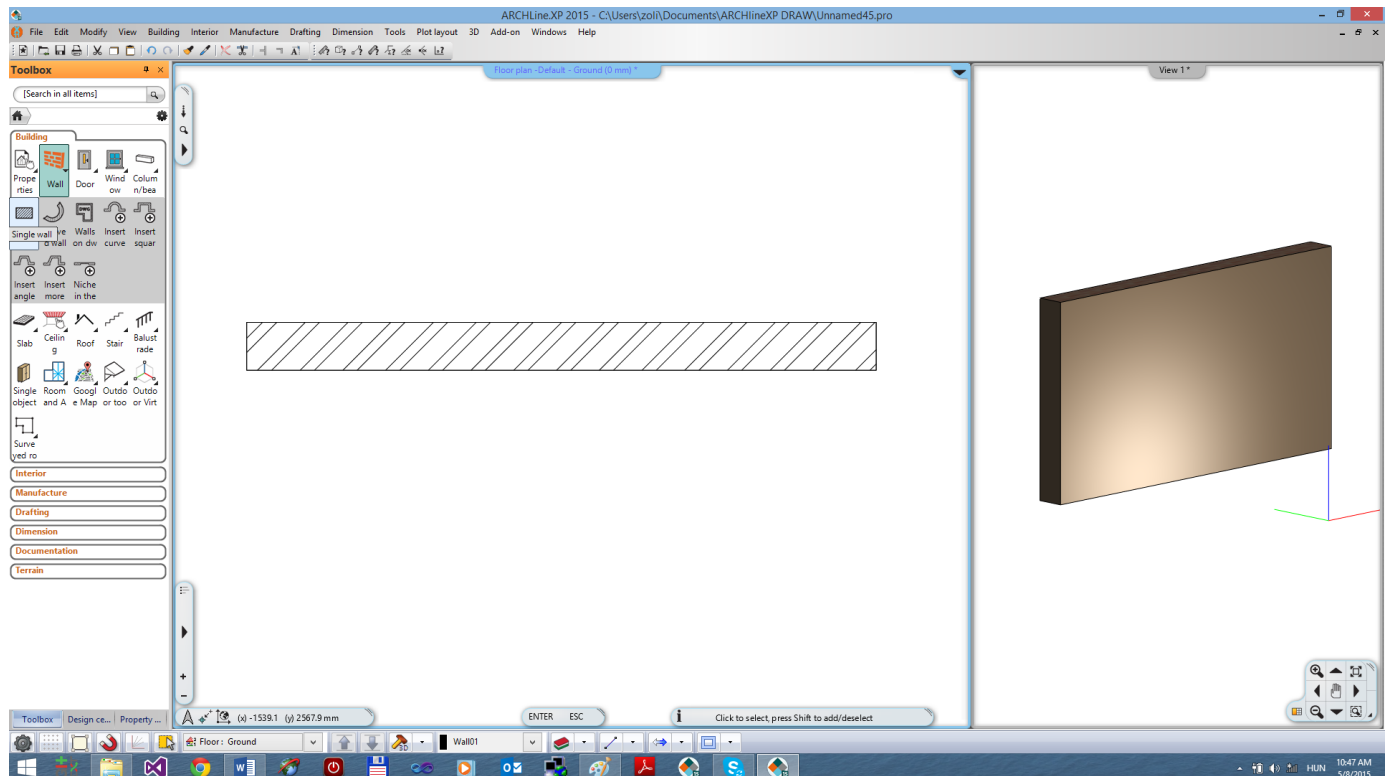 ARCHLine.XP 2015 - C:\Users\zoli\Documents\ARCHlineXP DRAW\Unnamed45.pro
File Edit Modify View Building Interior Manufacture Drafting Dimension Tools Plot layout 3D Add-on Windows Help
Toolbox
Floor plan -Default - Ground (0 mm) *
View 1 *
[Search in all items]
Building
Prope Wall Door Wind Colum
rties ow n/bea
DWG
Single wall ve Walls Insert Insert
d wall on dw curve squar
Insert Insert Niche
angle more in the
Slab Ceilin Roof Stair Balust
g rade
Single Room Googl Outdo Outdo
object and A e Map or too or Virt
Surve
yed ro
Interior
Manufacture
Drafting
Dimension
Documentation
Terrain
Toolbox Design ce... Property ...
(x) -1539.1 (y) 2567.9 mm
ENTER ESC
i Click to select, press Shift to add/deselect
Floor : Ground
3D
Wall01
HUN
10:47 AM
5/8/2015